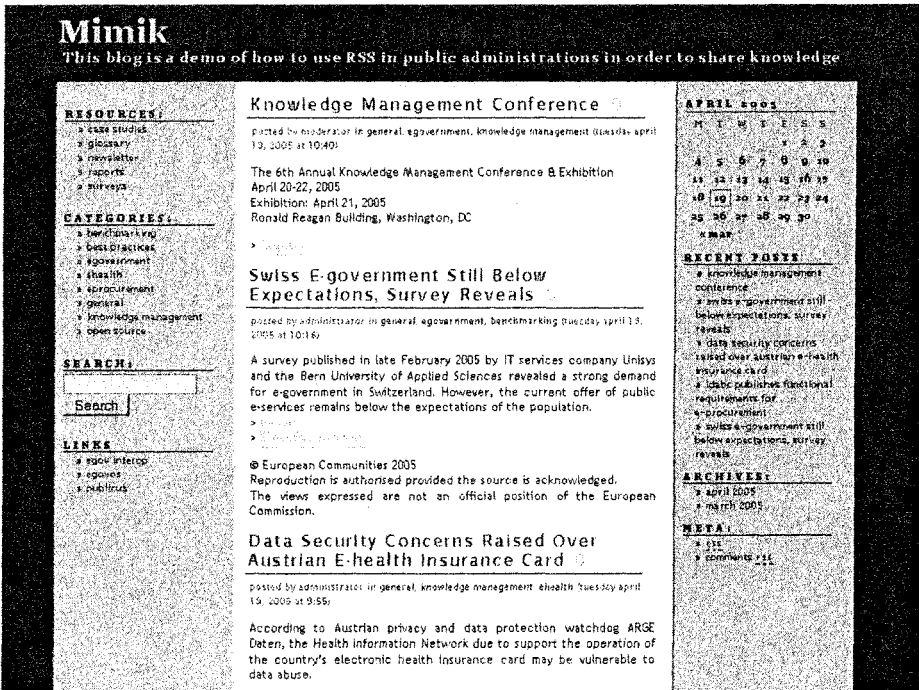 Mimik
This blog is a demo of how to use RSS in public administrations in order to share knowledge
RESOURCES:
» case studies
» glossary
» newsletter
» reports
» surveys
CATEGORIES:
» benchmarking
» best practices
» egovernment
» ehealth
» eprocurement
» general
» knowledge management
» open source
SEARCH:
Search
LINKS
» egov interop
» egovos
» publicus
Knowledge Management Conference
posted by moderator in general, egovernment, knowledge management (tuesday april
19, 2005 at 10:40)
The 6th Annual Knowledge Management Conference & Exhibition
April 20-22, 2005
Exhibition: April 21, 2005
Ronald Reagan Building, Washington, DC
>
Swiss E-government Still Below
Expectations, Survey Reveals
posted by administrator in general, egovernment, benchmarking (tuesday april 19,
2005 at 10:16)
A survey published in late February 2005 by IT services company Unisys
and the Bern University of Applied Sciences revealed a strong demand
for e-government in Switzerland. However, the current offer of public
e-services remains below the expectations of the population.
>
>
© European Communities 2005
Reproduction is authorised provided the source is acknowledged.
The views expressed are not an official position of the European
Commission.
Data Security Concerns Raised Over
Austrian E-health Insurance Card
posted by administrator in general, knowledge management, ehealth (tuesday april
19, 2005 at 9:55)
According to Austrian privacy and data protection watchdog ARGE
Daten, the Health Information Network due to support the operation of
the country's electronic health insurance card may be vulnerable to
data abuse.
APRIL 2005
M T W T F S S
1 2 3
4 5 6 7 8 9 10
11 12 13 14 15 16 17
18 19 20 21 22 23 24
25 26 27 28 29 30
« mar
RECENT POSTS
» knowledge management
conference
» swiss e-government still
below expectations, survey
reveals
» data security concerns
raised over austrian e-health
insurance card
» idabc publishes functional
requirements for
e-procurement
» swiss e-government still
below expectations, survey
reveals
ARCHIVES:
» april 2005
» march 2005
META:
» rss
» comments rss